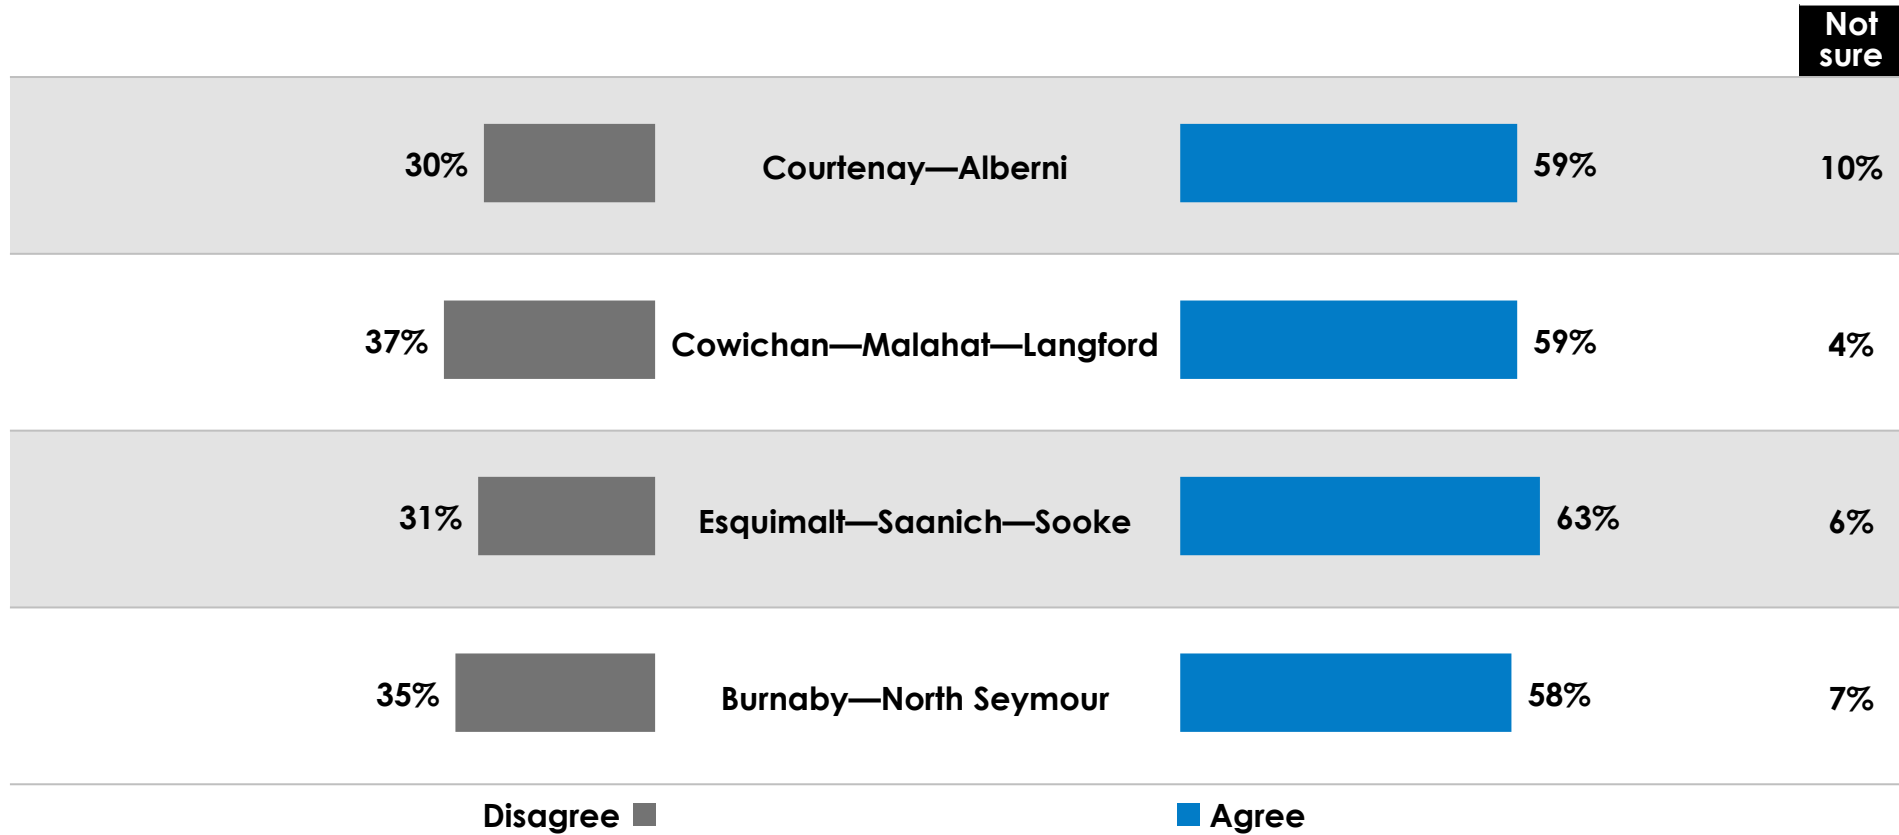 Not
sure
30% Courtenay—Alberni 59% 10%
37% Cowichan—Malahat—Langford 59% 4%
31% Esquimalt—Saanich—Sooke 63% 6%
35% Burnaby—North Seymour 58% 7%
Disagree Agree